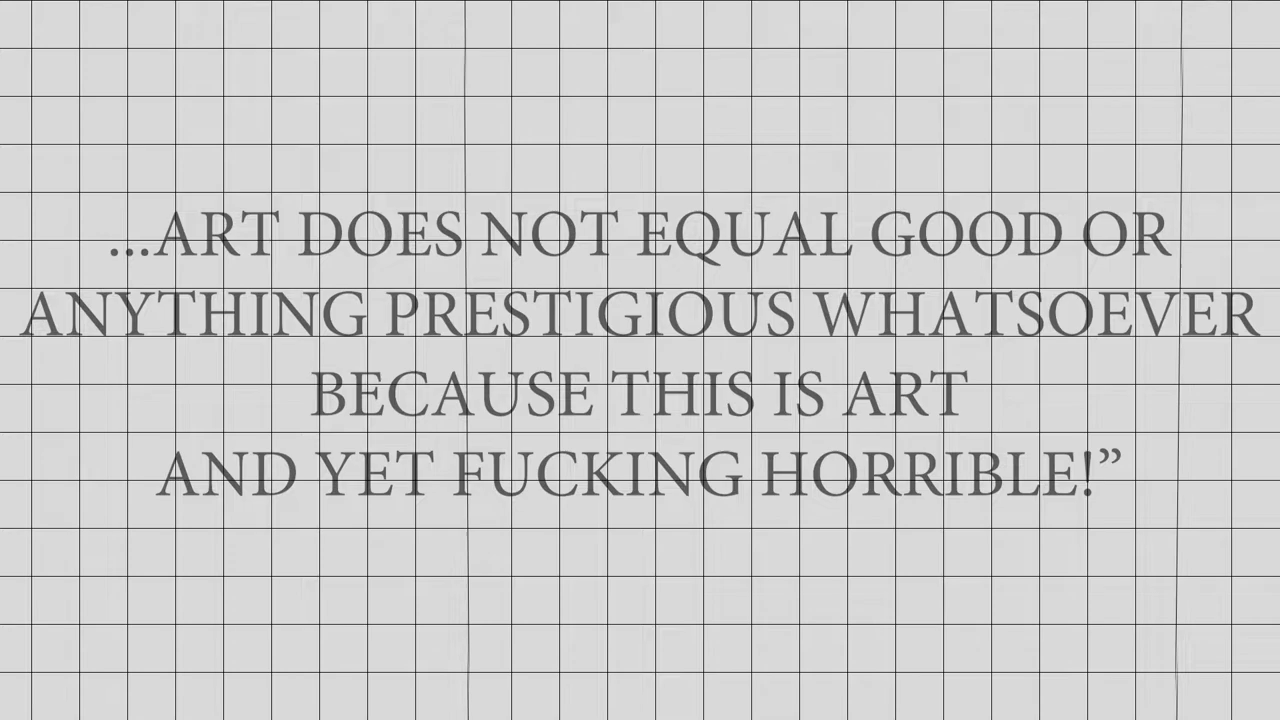 ...ART DOES NOT EQUAL GOOD OR
ANYTHING PRESTIGIOUS WHATSOEVER
BECAUSE THIS IS ART
AND YET FUCKING HORRIBLE!”